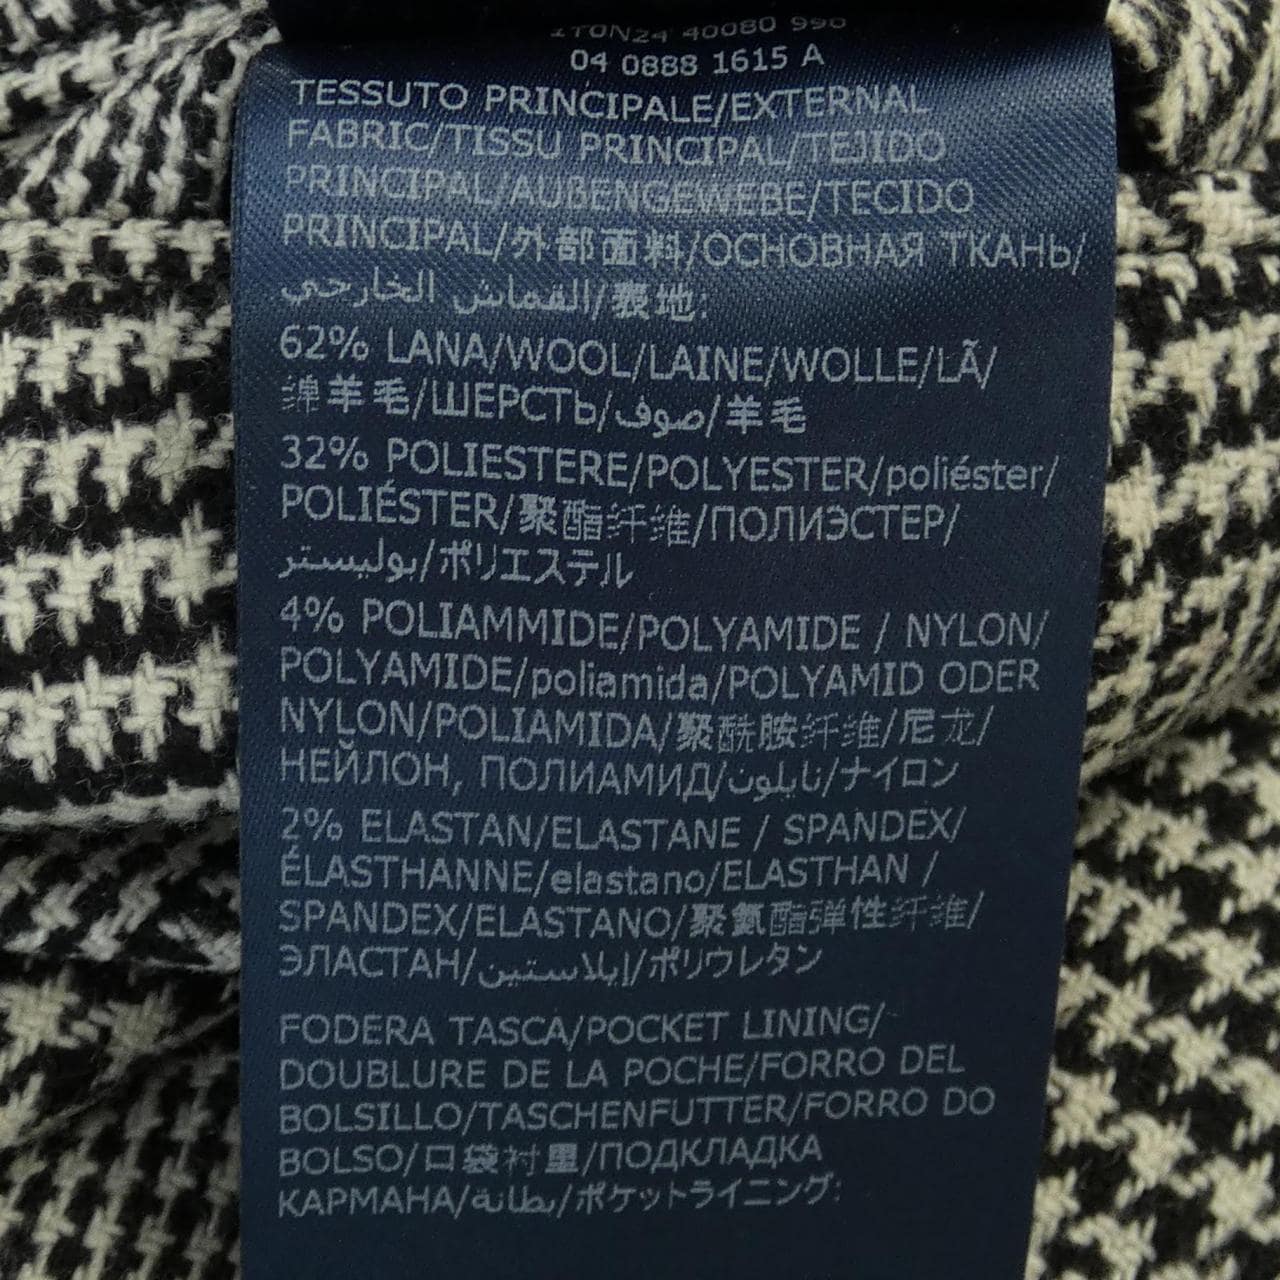 1T0N24 40080 990
04 0888 1615 A
TESSUTO PRINCIPALE/EXTERNAL
FABRIC/TISSU PRINCIPAL/TEJIDO
PRINCIPAL/AUßENGEWEBE/TECIDO
PRINCIPAL/外部面料/ОСНОВНАЯ ТКАНЬ/
القماش الخارجي/表地:
62% LANA/WOOL/LAINE/WOLLE/LÃ/
绵羊毛/ШЕРСТЬ/صوف/羊毛
32% POLIESTERE/POLYESTER/poliéster/
POLIÉSTER/聚酯纤维/ПОЛИЭСТЕР/
بوليستر/ポリエステル
4% POLIAMMIDE/POLYAMIDE / NYLON/
POLYAMIDE/poliamida/POLYAMID ODER
NYLON/POLIAMIDA/聚酰胺纤维/尼龙/
НЕЙЛОН, ПОЛИАМИД/نايلون/ナイロン
2% ELASTAN/ELASTANE / SPANDEX/
ÉLASTHANNE/elastano/ELASTHAN /
SPANDEX/ELASTANO/聚氨酯弹性纤维/
ЭЛАСТАН/إيلاستين/ポリウレタン
FODERA TASCA/POCKET LINING/
DOUBLURE DE LA POCHE/FORRO DEL
BOLSILLO/TASCHENFUTTER/FORRO DO
BOLSO/口袋衬里/ПОДКЛАДКА
КАРМАНА/بطانة/ポケットライニング: